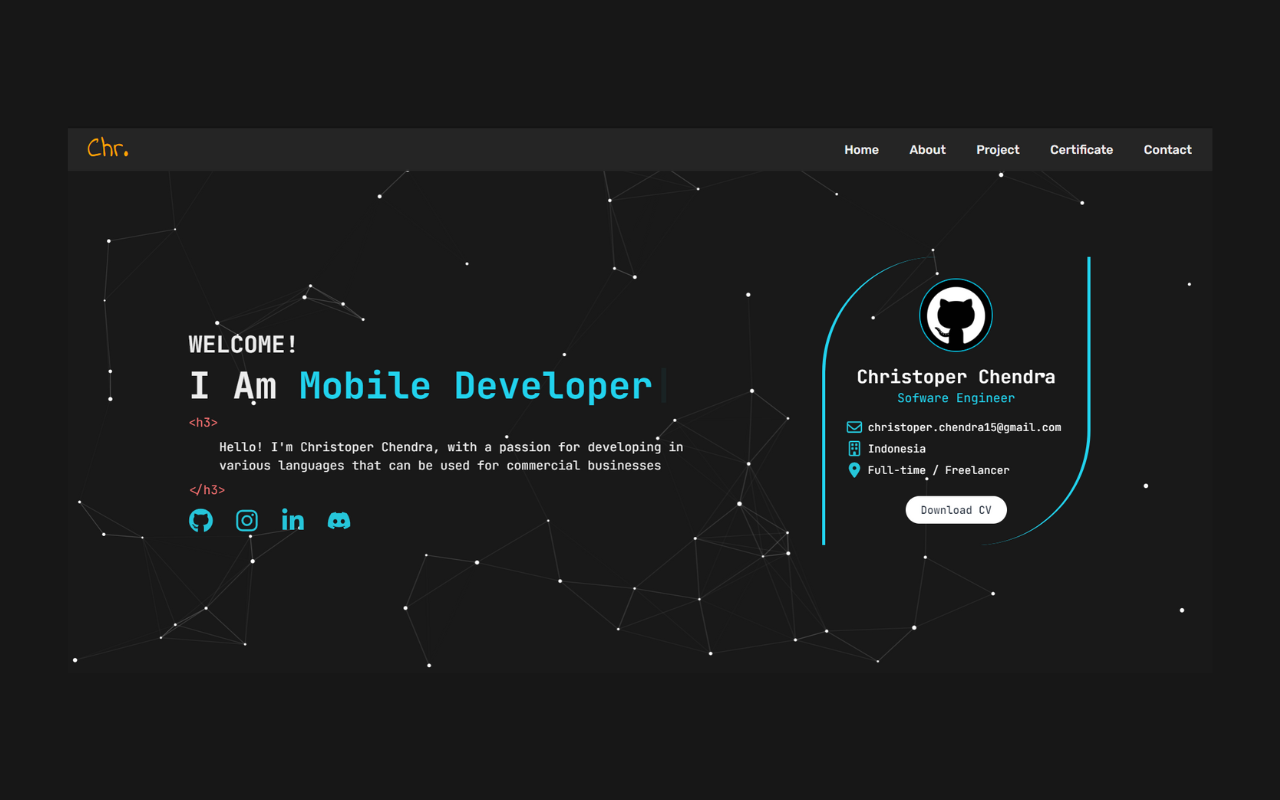 Chr.
Home About Project Certificate Contact
WELCOME!
I Am Mobile Developer
<h3>
Hello! I'm Christoper Chendra, with a passion for developing in
various languages that can be used for commercial businesses
</h3>
Christoper Chendra
Sofware Engineer
christoper.chendra15@gmail.com
Indonesia
Full-time / Freelancer
Download CV